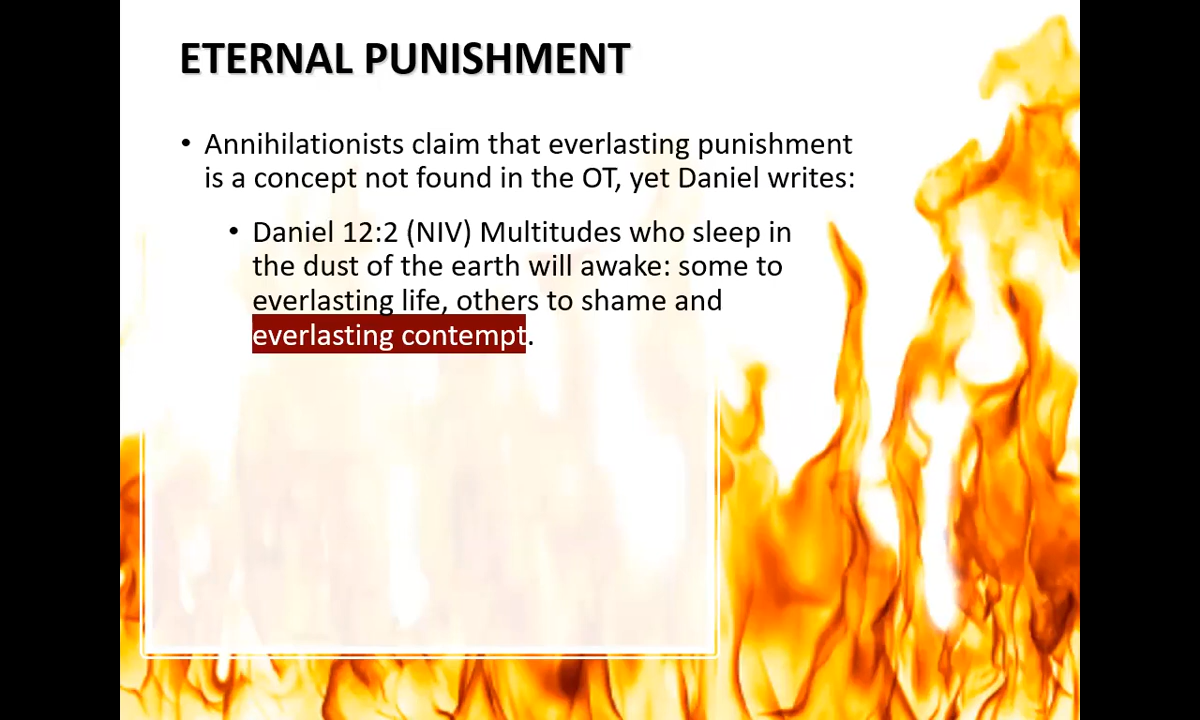 ETERNAL PUNISHMENT
• Annihilationists claim that everlasting punishment
is a concept not found in the OT, yet Daniel writes:
• Daniel 12:2 (NIV) Multitudes who sleep in
the dust of the earth will awake: some to
everlasting life, others to shame and
everlasting contempt.